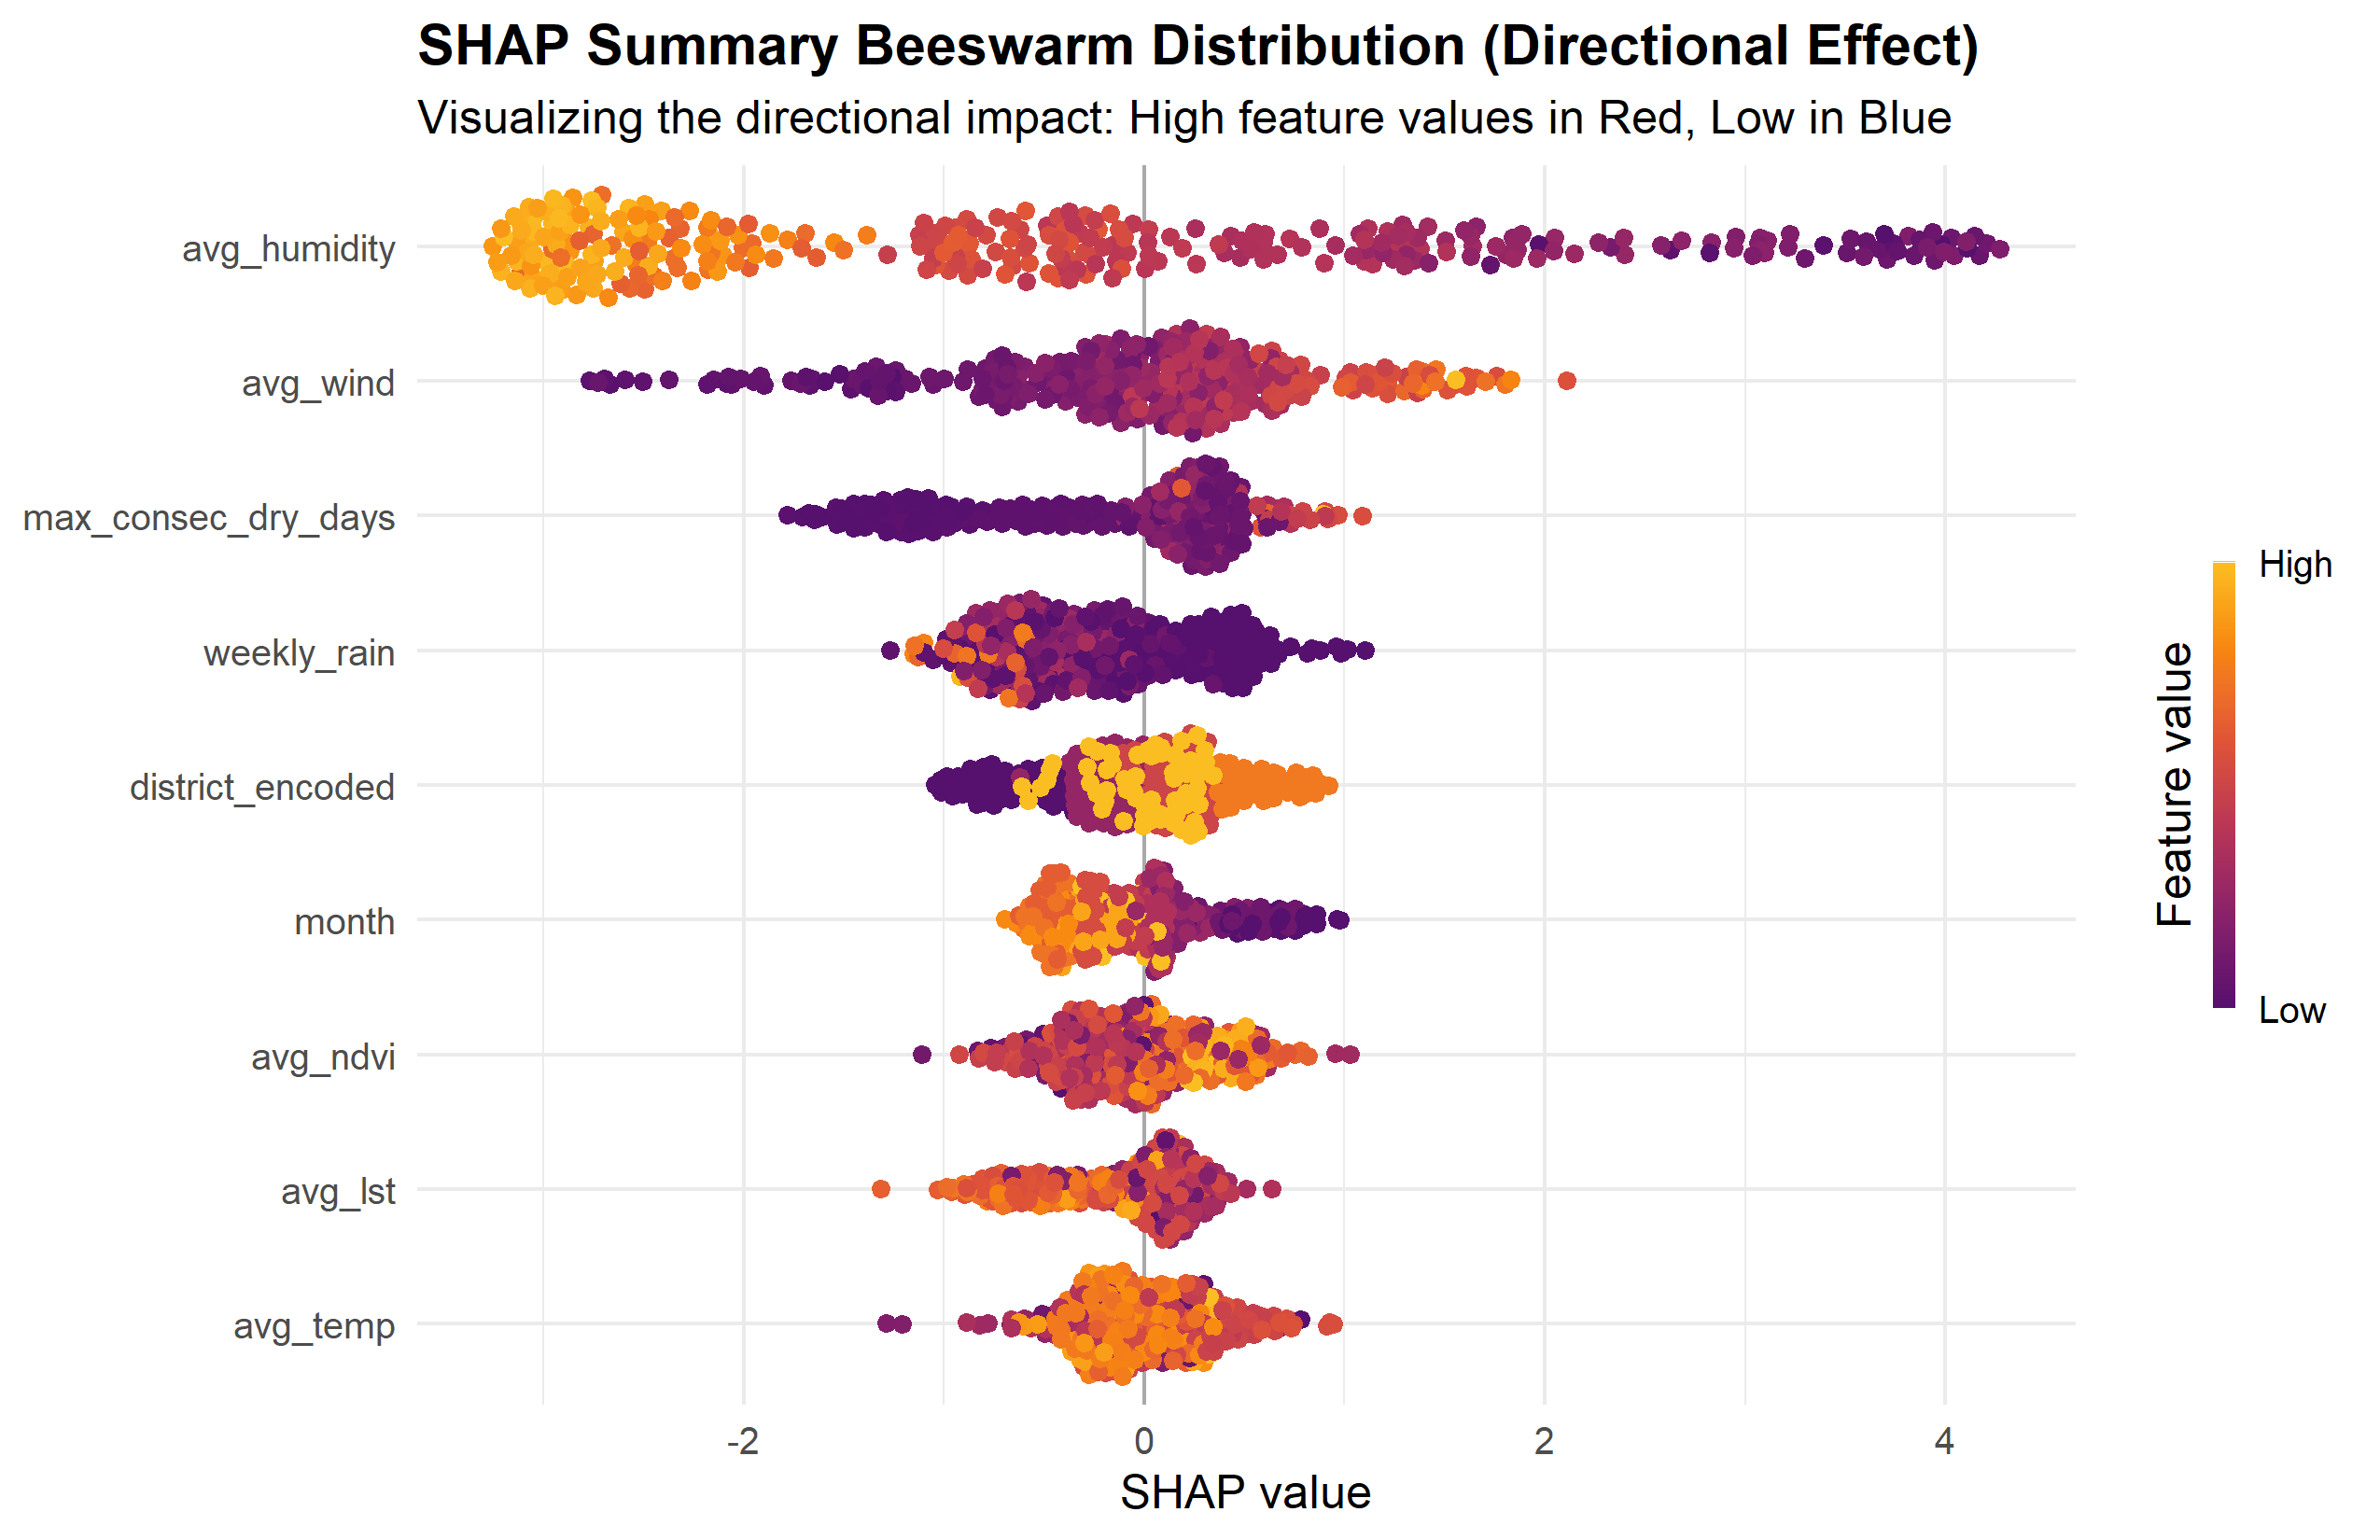 SHAP Summary Beeswarm Distribution (Directional Effect)
Visualizing the directional impact: High feature values in Red, Low in Blue
avg_humidity
avg_wind
max_consec_dry_days
weekly_rain
district_encoded
month
avg_ndvi
avg_lst
avg_temp
-2
0
2
4
SHAP value
Feature value
High
Low